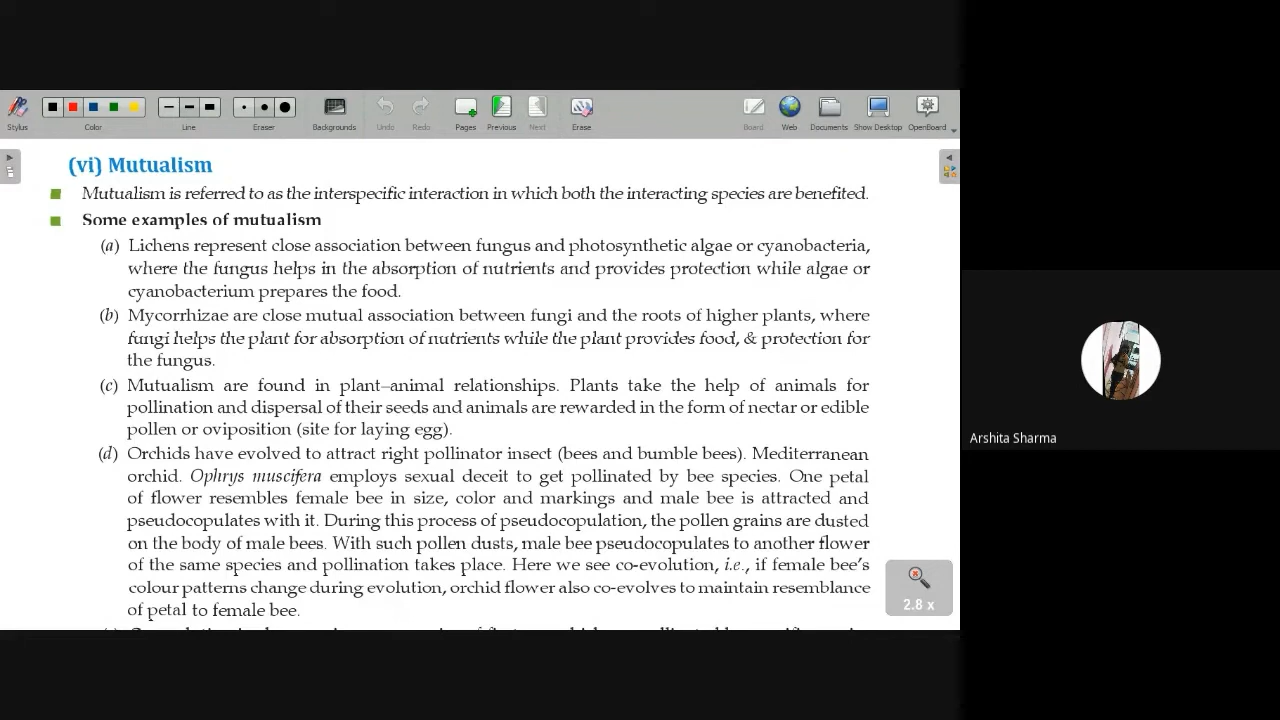 Stylus
Color
Line
Eraser
Backgrounds
Undo
Redo
Pages
Previous
Next
Erase
Board
Web
Documents
Show Desktop
OpenBoard
(vi) Mutualism
Mutualism is referred to as the interspecific interaction in which both the interacting species are benefited.
Some examples of mutualism
(a) Lichens represent close association between fungus and photosynthetic algae or cyanobacteria,
where the fungus helps in the absorption of nutrients and provides protection while algae or
cyanobacterium prepares the food.
(b) Mycorrhizae are close mutual association between fungi and the roots of higher plants, where
fungi helps the plant for absorption of nutrients while the plant provides food, & protection for
the fungus.
(c) Mutualism are found in plant–animal relationships. Plants take the help of animals for
pollination and dispersal of their seeds and animals are rewarded in the form of nectar or edible
pollen or oviposition (site for laying egg).
(d) Orchids have evolved to attract right pollinator insect (bees and bumble bees). Mediterranean
orchid. Ophrys muscifera employs sexual deceit to get pollinated by bee species. One petal
of flower resembles female bee in size, color and markings and male bee is attracted and
pseudocopulates with it. During this process of pseudocopulation, the pollen grains are dusted
on the body of male bees. With such pollen dusts, male bee pseudocopulates to another flower
of the same species and pollination takes place. Here we see co-evolution, i.e., if female bee's
colour patterns change during evolution, orchid flower also co-evolves to maintain resemblance
of petal to female bee.
2.8 x
Arshita Sharma